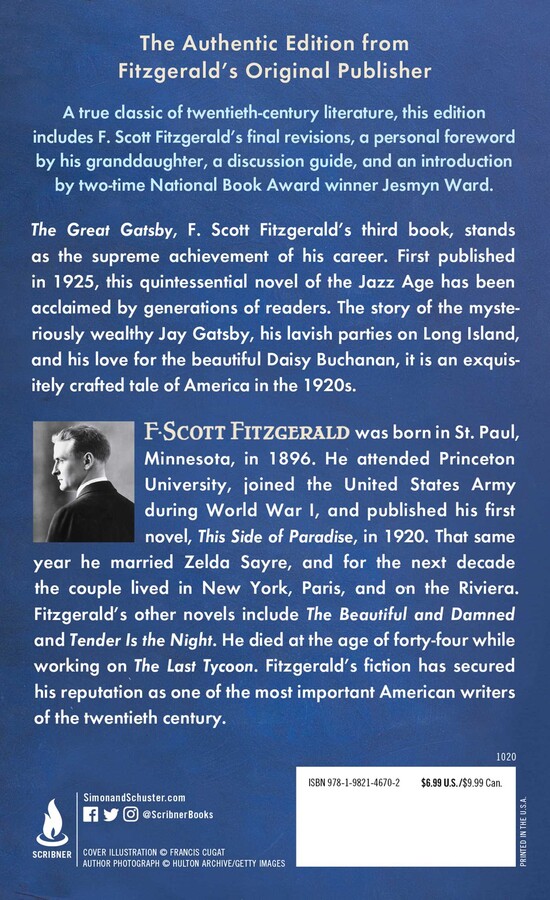 The Authentic Edition from
Fitzgerald's Original Publisher
A true classic of twentieth-century literature, this edition
includes F. Scott Fitzgerald's final revisions, a personal foreword
by his granddaughter, a discussion guide, and an introduction
by two-time National Book Award winner Jesmyn Ward.
The Great Gatsby, F. Scott Fitzgerald's third book, stands
as the supreme achievement of his career. First published
in 1925, this quintessential novel of the Jazz Age has been
acclaimed by generations of readers. The story of the myste-
riously wealthy Jay Gatsby, his lavish parties on Long Island,
and his love for the beautiful Daisy Buchanan, it is an exquis-
itely crafted tale of America in the 1920s.
F·SCOTT FITZGERALD was born in St. Paul,
Minnesota, in 1896. He attended Princeton
University, joined the United States Army
during World War I, and published his first
novel, This Side of Paradise, in 1920. That same
year he married Zelda Sayre, and for the next decade
the couple lived in New York, Paris, and on the Riviera.
Fitzgerald's other novels include The Beautiful and Damned
and Tender Is the Night. He died at the age of forty-four while
working on The Last Tycoon. Fitzgerald's fiction has secured
his reputation as one of the most important American writers
of the twentieth century.
1020
ISBN 978-1-9821-4670-2 $6.99 U.S./$9.99 Can.
PRINTED IN THE U.S.A.
SimonandSchuster.com
@ScribnerBooks
SCRIBNER
COVER ILLUSTRATION © FRANCIS CUGAT
AUTHOR PHOTOGRAPH © HULTON ARCHIVE/GETTY IMAGES